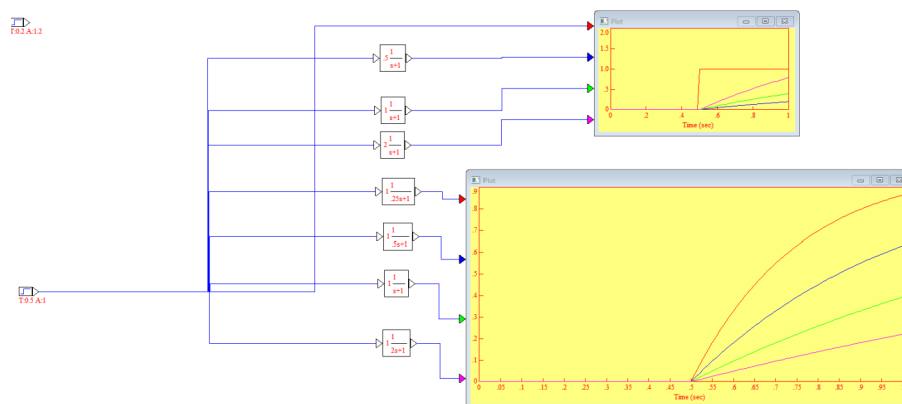 T:0.2 A:1.2
.5 1
s+1
1 1
s+1
2 1
s+1
1 1
.25s+1
1 1
.5s+1
1 1
s+1
1 1
2s+1
T:0.5 A:1
Plot
2.0
1.5
1.0
.5
0
0 .2 .4 .6 .8 1
Time (sec)
Plot
.9
.8
.7
.6
.5
.4
.3
.2
.1
0
0 .05 .1 .15 .2 .25 .3 .35 .4 .45 .5 .55 .6 .65 .7 .75 .8 .85 .9 .95
Time (sec)